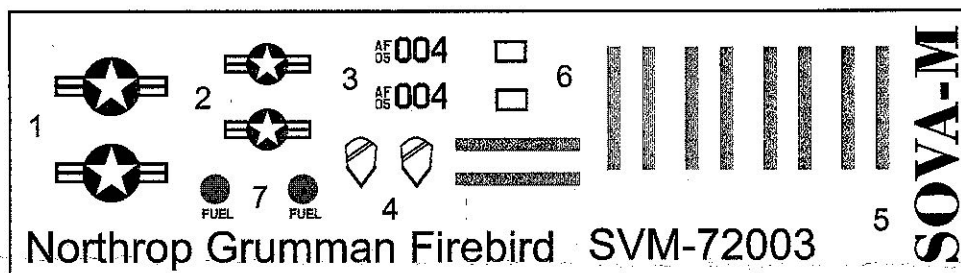 1
2
3
AF
05 004
AF
05 004
6
7
FUEL
FUEL
4
5
Northrop Grumman Firebird SVM-72003
SOVA-M